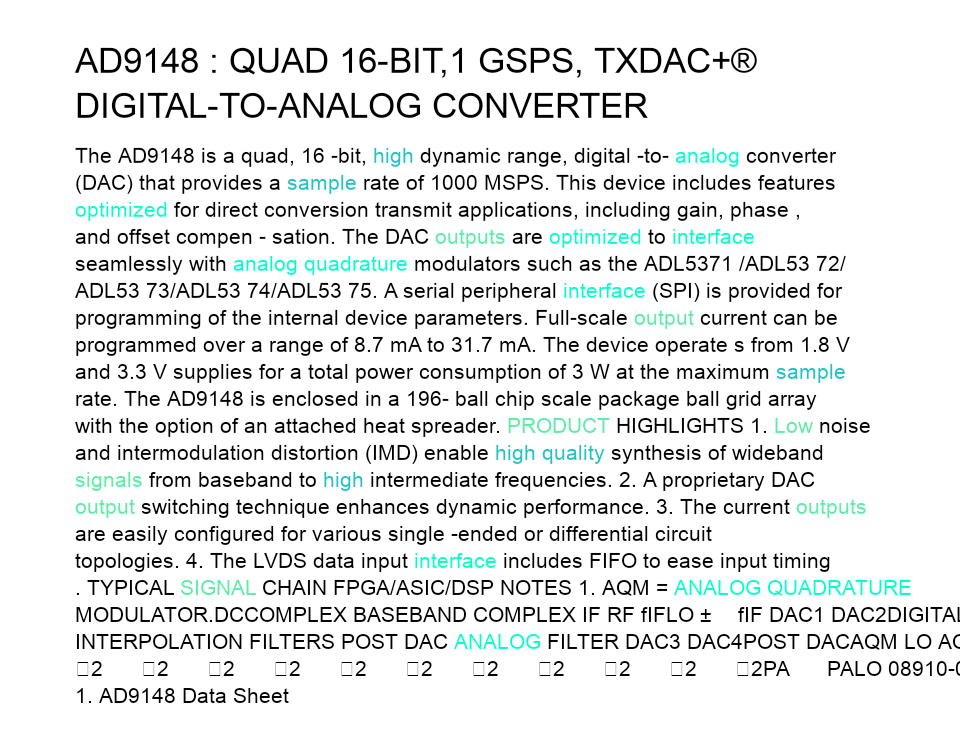 AD9148 : QUAD 16-BIT,1 GSPS, TXDAC+®
DIGITAL-TO-ANALOG CONVERTER
The AD9148 is a quad, 16 -bit, high dynamic range, digital -to- analog converter
(DAC) that provides a sample rate of 1000 MSPS. This device includes features
optimized for direct conversion transmit applications, including gain, phase ,
and offset compen - sation. The DAC outputs are optimized to interface
seamlessly with analog quadrature modulators such as the ADL5371 /ADL53 72/
ADL53 73/ADL53 74/ADL53 75. A serial peripheral interface (SPI) is provided for
programming of the internal device parameters. Full-scale output current can be
programmed over a range of 8.7 mA to 31.7 mA. The device operate s from 1.8 V
and 3.3 V supplies for a total power consumption of 3 W at the maximum sample
rate. The AD9148 is enclosed in a 196- ball chip scale package ball grid array
with the option of an attached heat spreader. PRODUCT HIGHLIGHTS 1. Low noise
and intermodulation distortion (IMD) enable high quality synthesis of wideband
signals from baseband to high intermediate frequencies. 2. A proprietary DAC
output switching technique enhances dynamic performance. 3. The current outputs
are easily configured for various single -ended or differential circuit
topologies. 4. The LVDS data input interface includes FIFO to ease input timing
. TYPICAL SIGNAL CHAIN FPGA/ASIC/DSP NOTES 1. AQM = ANALOG QUADRATURE
MODULATOR.DCCOMPLEX BASEBAND COMPLEX IF RF fIFLO ± fIF DAC1 DAC2DIGITAL
INTERPOLATION FILTERS POST DAC ANALOG FILTER DAC3 DAC4POST DACAQM LO
□2 □2 □2 □2 □2 □2 □2 □2 □2 □2 □2PA PALO 08910-
1. AD9148 Data Sheet